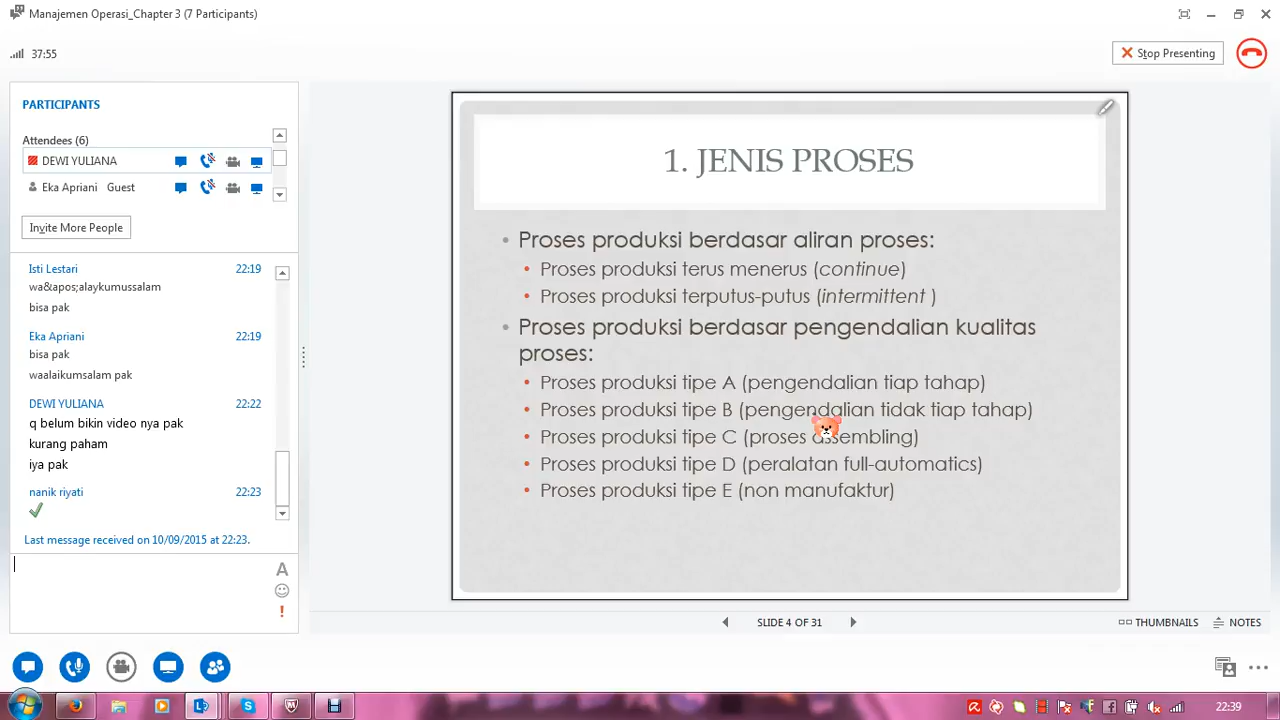 Manajemen Operasi_Chapter 3 (7 Participants)
37:55
Stop Presenting
PARTICIPANTS
Attendees (6)
DEWI YULIANA
Eka Apriani Guest
Invite More People
Isti Lestari 22:19
wa&apos;alaykumussalam
bisa pak
Eka Apriani 22:19
bisa pak
waalaikumsalam pak
DEWI YULIANA 22:22
q belum bikin video nya pak
kurang paham
iya pak
nanik riyati 22:23
Last message received on 10/09/2015 at 22:23.
A
1. JENIS PROSES
• Proses produksi berdasar aliran proses:
• Proses produksi terus menerus (continue)
• Proses produksi terputus-putus (intermittent )
• Proses produksi berdasar pengendalian kualitas
proses:
• Proses produksi tipe A (pengendalian tiap tahap)
• Proses produksi tipe B (pengendalian tidak tiap tahap)
• Proses produksi tipe C (proses assembling)
• Proses produksi tipe D (peralatan full-automatics)
• Proses produksi tipe E (non manufaktur)
SLIDE 4 OF 31
THUMBNAILS
NOTES
22:39